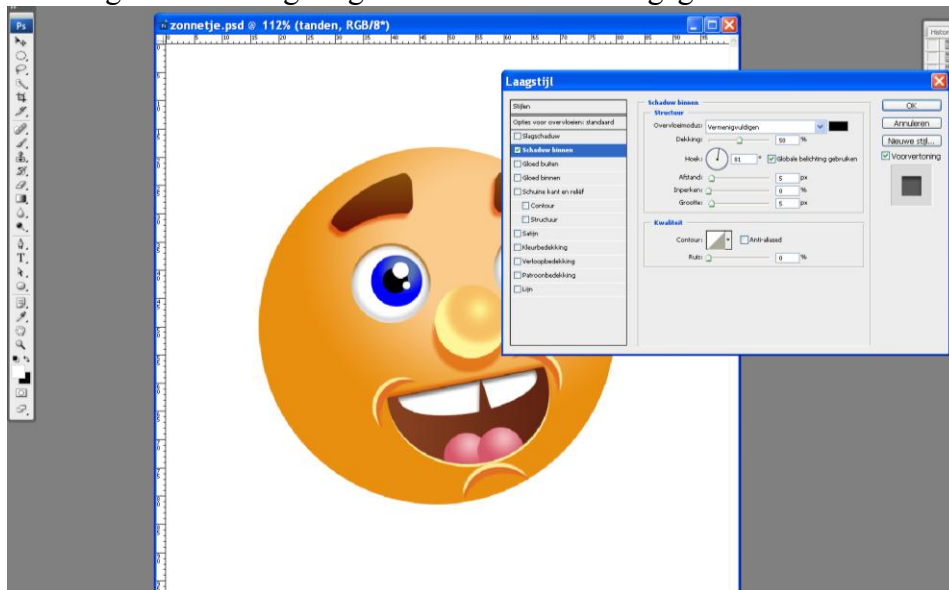 Ps
zonnetje.psd @ 112% (tanden, RGB/8*)
Laagstijl
Stijlen
Opties voor overvloeien: standaard
Slagschaduw
Schaduw binnen
Gloed buiten
Gloed binnen
Schuine kant en reliëf
Contour
Structuur
Satijn
Kleurbedekking
Verloopbedekking
Patroonbedekking
Lijn
Schaduw binnen
Structuur
Overvloeimodus: Vermenigvuldigen
Dekking: 50 %
Hoek: 81 ° Globale belichting gebruiken
Afstand: 5 px
Inperken: 0 %
Grootte: 5 px
Kwaliteit
Contour: Anti-aliased
Ruis: 0 %
OK
Annuleren
Nieuwe stijl...
Voorvertoning